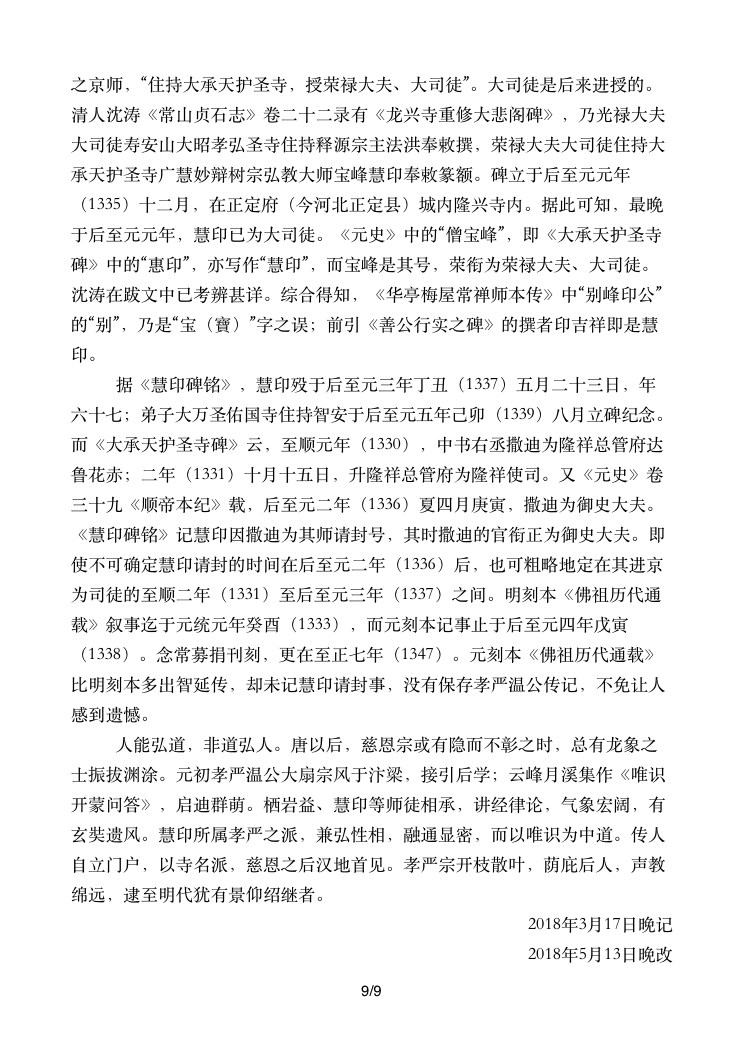 之京师，“住持大承天护圣寺，授荣禄大夫、大司徒”。大司徒是后来进授的。
清人沈涛《常山贞石志》卷二十二录有《龙兴寺重修大悲阁碑》，乃光禄大夫
大司徒寿安山大昭孝弘圣寺住持释源宗主法洪奉敕撰，荣禄大夫大司徒住持大
承天护圣寺广慧妙辩树宗弘教大师宝峰慧印奉敕篆额。碑立于后至元元年
（1335）十二月，在正定府（今河北正定县）城内隆兴寺内。据此可知，最晚
于后至元元年，慧印已为大司徒。《元史》中的“僧宝峰”，即《大承天护圣寺
碑》中的“惠印”，亦写作“慧印”，而宝峰是其号，荣衔为荣禄大夫、大司徒。
沈涛在跋文中已考辨甚详。综合得知，《华亭梅屋常禅师本传》中“别峰印公”
的“别”，乃是“宝（寶）”字之误；前引《善公行实之碑》的撰者印吉祥即是慧
印。
据《慧印碑铭》，慧印殁于后至元三年丁丑（1337）五月二十三日，年
六十七；弟子大万圣佑国寺住持智安于后至元五年己卯（1339）八月立碑纪念。
而《大承天护圣寺碑》云，至顺元年（1330），中书右丞撒迪为隆祥总管府达
鲁花赤；二年（1331）十月十五日，升隆祥总管府为隆祥使司。又《元史》卷
三十九《顺帝本纪》载，后至元二年（1336）夏四月庚寅，撒迪为御史大夫。
《慧印碑铭》记慧印因撒迪为其师请封号，其时撒迪的官衔正为御史大夫。即
使不可确定慧印请封的时间在后至元二年（1336）后，也可粗略地定在其进京
为司徒的至顺二年（1331）至后至元三年（1337）之间。明刻本《佛祖历代通
载》叙事迄于元统元年癸酉（1333），而元刻本记事止于后至元四年戊寅
（1338）。念常募捐刊刻，更在至正七年（1347）。元刻本《佛祖历代通载》
比明刻本多出智延传，却未记慧印请封事，没有保存孝严温公传记，不免让人
感到遗憾。
人能弘道，非道弘人。唐以后，慈恩宗或有隐而不彰之时，总有龙象之
士振拔渊涂。元初孝严温公大扇宗风于汴梁，接引后学；云峰月溪集作《唯识
开蒙问答》，启迪群萌。栖岩益、慧印等师徒相承，讲经律论，气象宏阔，有
玄奘遗风。慧印所属孝严之派，兼弘性相，融通显密，而以唯识为中道。传人
自立门户，以寺名派，慈恩之后汉地首见。孝严宗开枝散叶，荫庇后人，声教
绵远，逮至明代犹有景仰绍继者。
2018年3月17日晚记
2018年5月13日晚改
9/9